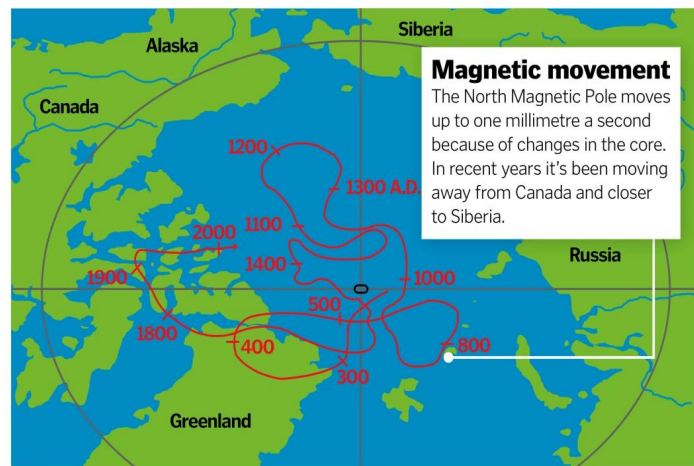 Siberia
Alaska
Canada
Magnetic movement
The North Magnetic Pole moves
up to one millimetre a second
because of changes in the core.
In recent years it's been moving
away from Canada and closer
to Siberia.
1200
1300 A.D.
1100
2000
1400
Russia
1900
1000
500
1800
400
800
300
Greenland